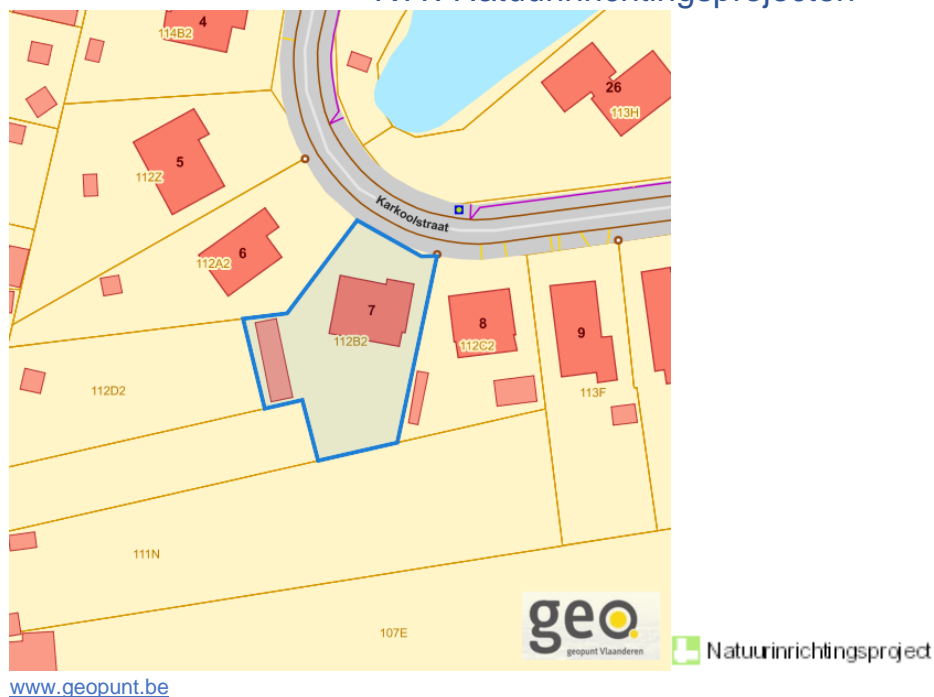 114B2
4
26
113H
5
112Z
Karkoolstraat
6
112A2
7
112B2
8
112C2
9
113F
112D2
111N
107E
geo
geopunt Vlaanderen
Natuurinrichtingsproject
www.geopunt.be